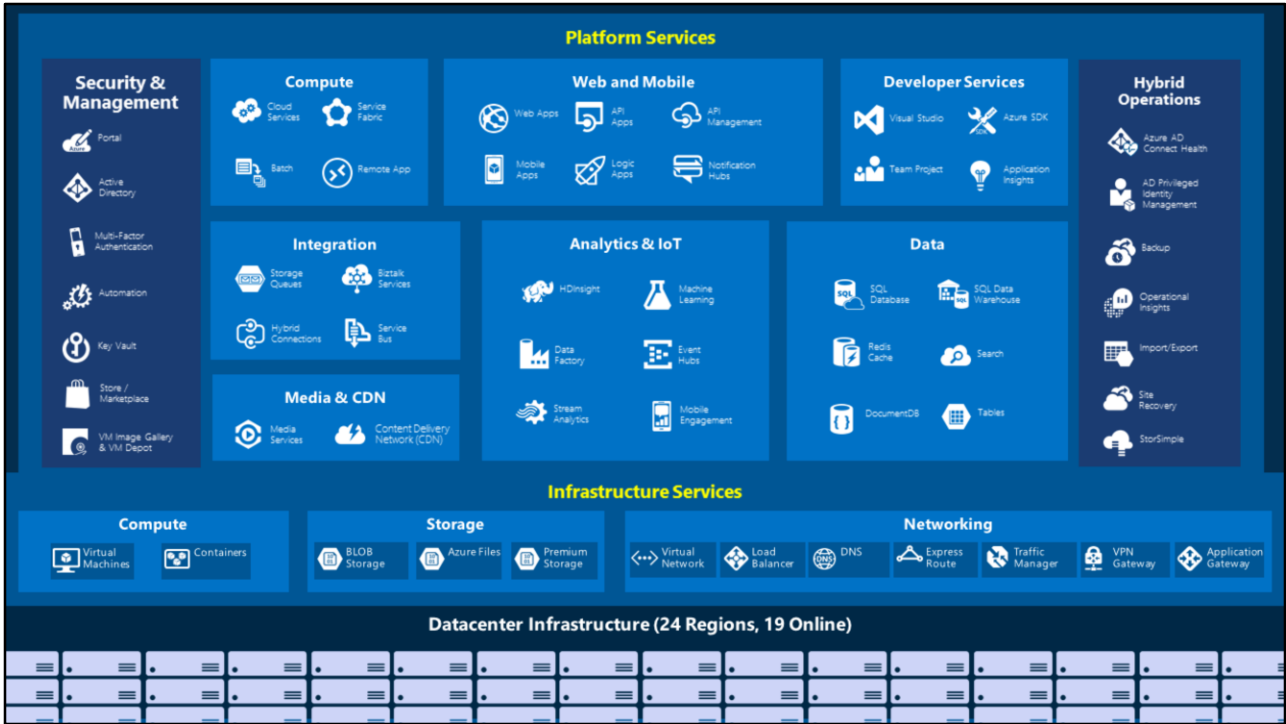 Platform Services
Security &
Management
Portal
Azure
Active
Directory
Multi-Factor
Authentication
Automation
Key Vault
Store /
Marketplace
VM Image Gallery
& VM Depot
Compute
Cloud
Services
Service
Fabric
Batch
Remote App
Web and Mobile
Web Apps
API
Apps
API
Management
Mobile
Apps
Logic
Apps
Notification
Hubs
Developer Services
Visual Studio
SDK
Azure SDK
Team Project
Application
Insights
Hybrid
Operations
Azure AD
Connect Health
AD Privileged
Identity
Management
Backup
Operational
Insights
Import/Export
Site
Recovery
StorSimple
Integration
Storage
Queues
Biztalk
Services
Hybrid
Connections
Service
Bus
Media & CDN
Media
Services
Content Delivery
Network (CDN)
Analytics & IoT
HDInsight
Machine
Learning
Data
Factory
Event
Hubs
Stream
Analytics
Mobile
Engagement
Data
SQL
SQL
Database
SQL
SQL Data
Warehouse
Redis
Cache
Search
{ }
DocumentDB
Tables
Infrastructure Services
Compute
Virtual
Machines
Containers
Storage
BLOB
Storage
Azure Files
Premium
Storage
Networking
Virtual
Network
Load
Balancer
DNS
DNS
Express
Route
Traffic
Manager
VPN
Gateway
Application
Gateway
Datacenter Infrastructure (24 Regions, 19 Online)